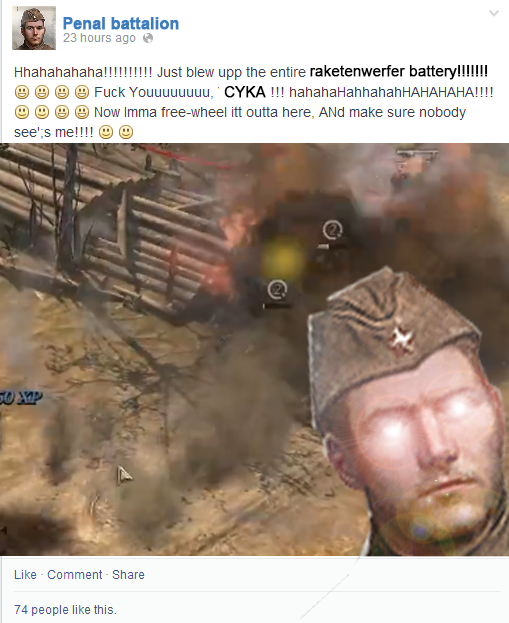 Penal battalion
23 hours ago
Hhahahahaha!!!!!!!!!! Just blew upp the entire raketenwerfer battery!!!!!!!
😃 😃 😃 😃 Fuck Youuuuuuuu, ' CYKA !!! hahahaHahhahahHAHAHAHA!!!!
😃 😃 😃 😃 Now Imma free-wheel itt outta here, ANd make sure nobody
see';s me!!!! 😃 😃
2
2
50 XP
Like · Comment · Share
74 people like this.